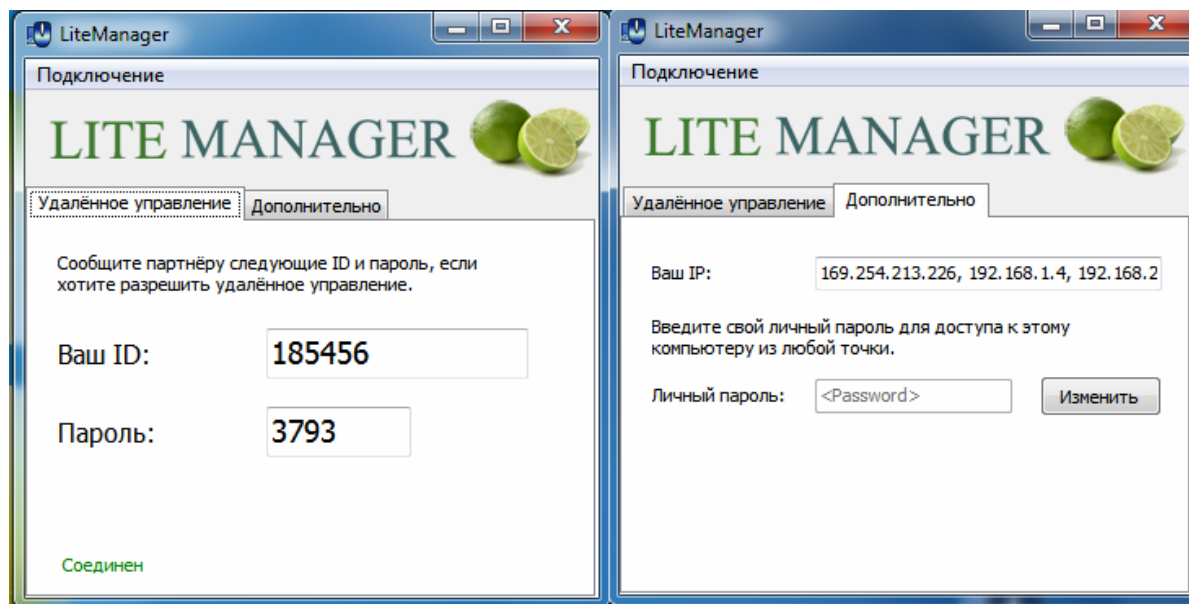 LiteManager
Подключение
LITE MANAGER
Удалённое управление
Дополнительно
Сообщите партнёру следующие ID и пароль, если
хотите разрешить удалённое управление.
Ваш ID:
185456
Пароль:
3793
Соединен
LiteManager
Подключение
LITE MANAGER
Удалённое управление
Дополнительно
Ваш IP:
169.254.213.226, 192.168.1.4, 192.168.2
Введите свой личный пароль для доступа к этому
компьютеру из любой точки.
Личный пароль:
<Password>
Изменить